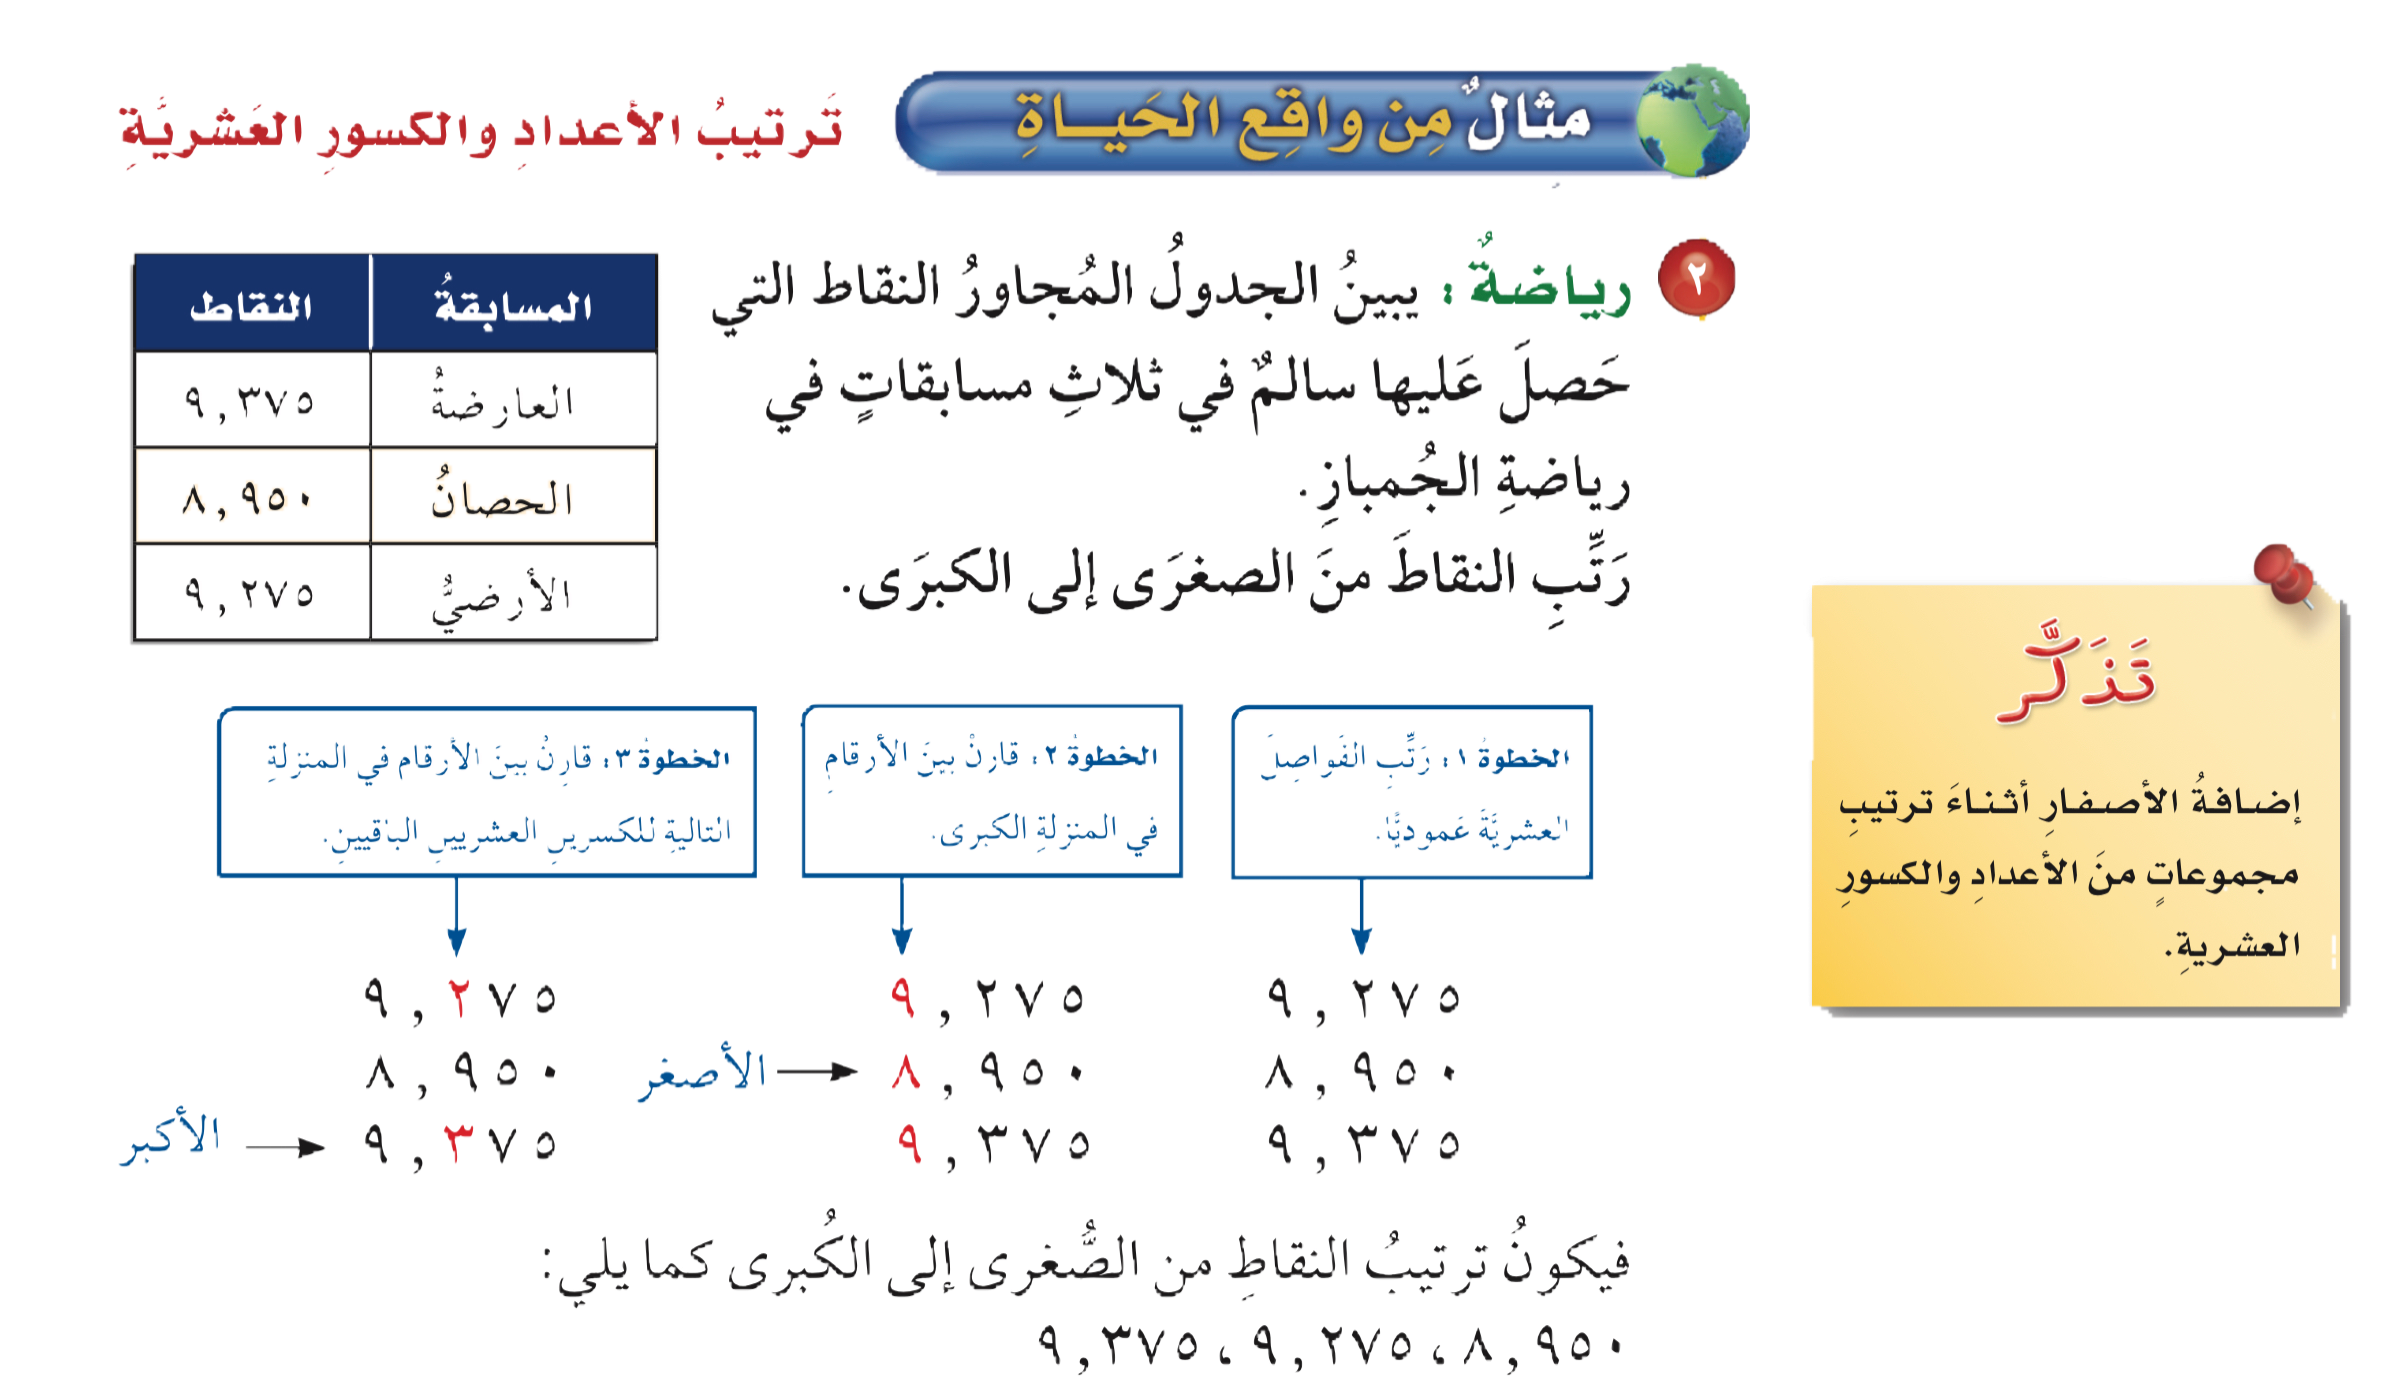 مثالٌ مِن واقِعِ الحَيــاةِ
تَرتيبُ الأعدادِ والكسورِ العَشريَّةِ
٢ رياضةٌ : يبينُ الجدولُ المُجاورُ النقاط التي
حَصلَ عَليها سالمٌ في ثلاثِ مسابقاتٍ في
رياضةِ الجُمبازِ.
رَتِّبِ النقاطَ منَ الصغرَى إلى الكبرَى.
المسابقةُ النقاط
العارضةُ ٩,٣٧٥
الحصانُ ٨,٩٥٠
الأرضيُّ ٩,٢٧٥
تَذَكَّر
إضافةُ الأصفارِ أثناءَ ترتيبِ
مجموعاتٍ منَ الأعدادِ والكسورِ
العشريةِ.
الخطوةُ ١: رَتِّبِ الفَواصِلَ
العشريَّةَ عَموديًّا.
٩,٢٧٥
٨,٩٥٠
٩,٣٧٥
الخطوةُ ٢: قارنْ بينَ الأرقامِ
في المنزلةِ الكبرى.
٩,٢٧٥
٨,٩٥٠ الأصغر
٩,٣٧٥
الخطوةُ ٣: قارِنْ بينَ الأرقام في المنزلةِ
التاليةِ للكسرينِ العشريينِ الباقيينِ.
٩,٢٧٥
٨,٩٥٠
٩,٣٧٥ الأكبر
فيكونُ ترتيبُ النقاطِ من الصُّغرى إلى الكُبرى كما يلي:
٨,٩٥٠ ، ٩,٢٧٥ ، ٩,٣٧٥